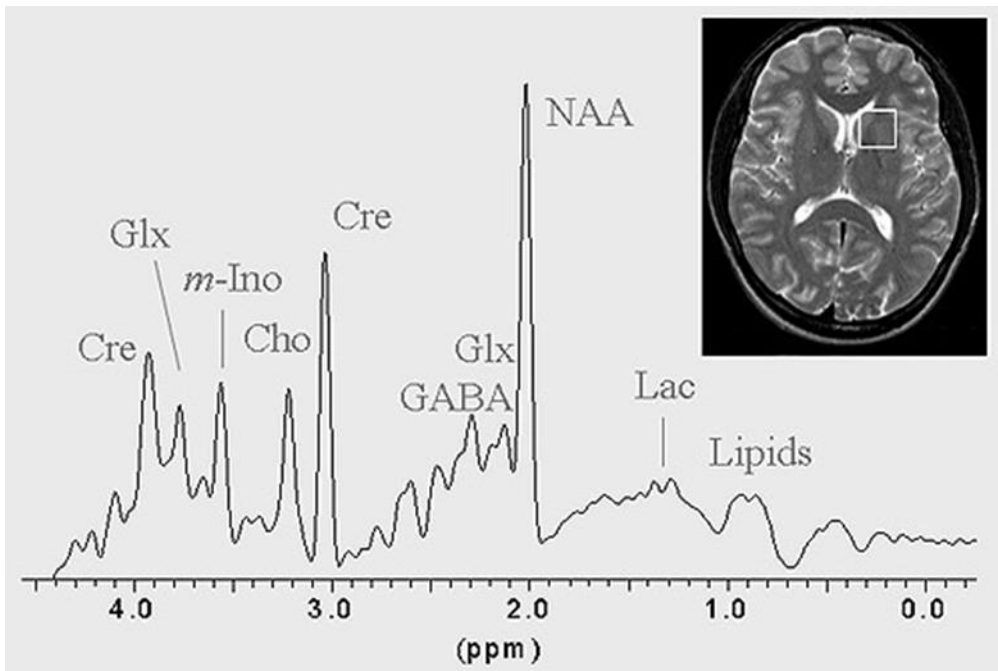 NAA
Cre
Glx
m-Ino
Cre
Cho
Glx
GABA
Lac
Lipids
4.0 3.0 2.0 1.0 0.0
(ppm)